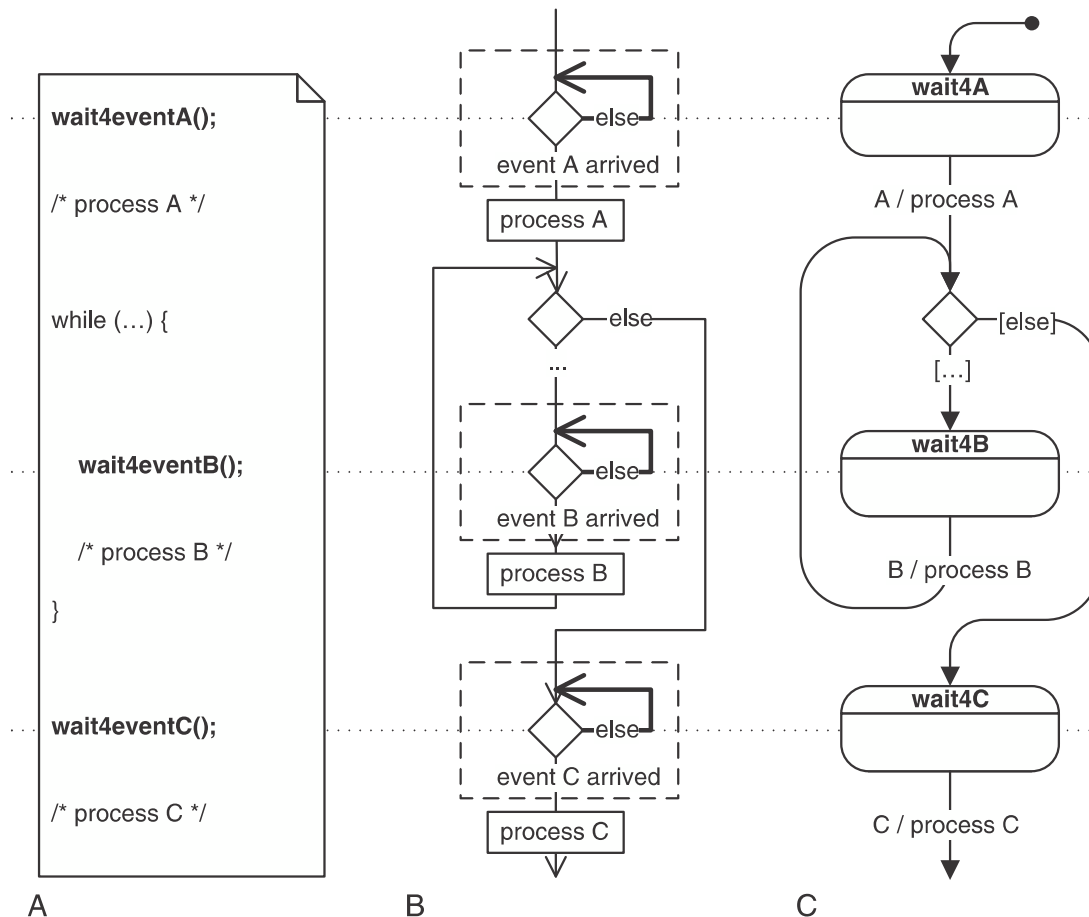 wait4eventA();
/* process A */
while (…) {
wait4eventB();
/* process B */
}
wait4eventC();
/* process C */
A
else
event A arrived
process A
else
...
else
event B arrived
process B
else
event C arrived
process C
B
wait4A
A / process A
[else]
[…]
wait4B
B / process B
wait4C
C / process C
C